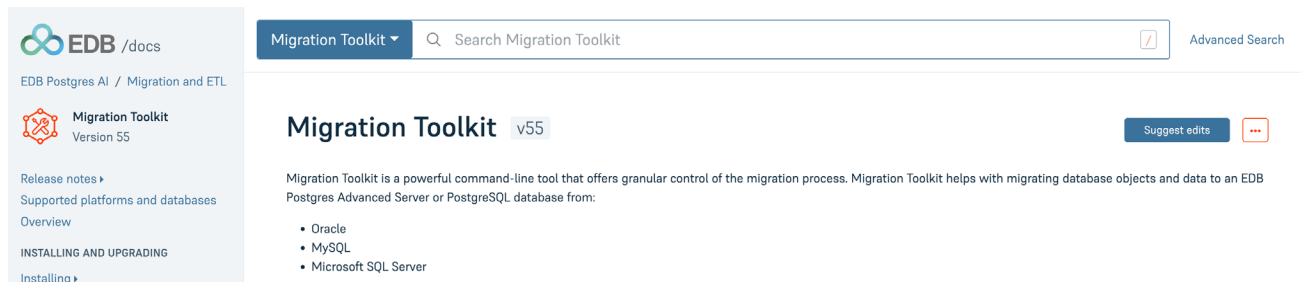 EDB /docs
Migration Toolkit
Search Migration Toolkit
/
Advanced Search
EDB Postgres AI / Migration and ETL
Migration Toolkit
Version 55
Migration Toolkit v55
Suggest edits
Release notes
Supported platforms and databases
Overview
INSTALLING AND UPGRADING
Installing
Migration Toolkit is a powerful command-line tool that offers granular control of the migration process. Migration Toolkit helps with migrating database objects and data to an EDB
Postgres Advanced Server or PostgreSQL database from:
• Oracle
• MySQL
• Microsoft SQL Server